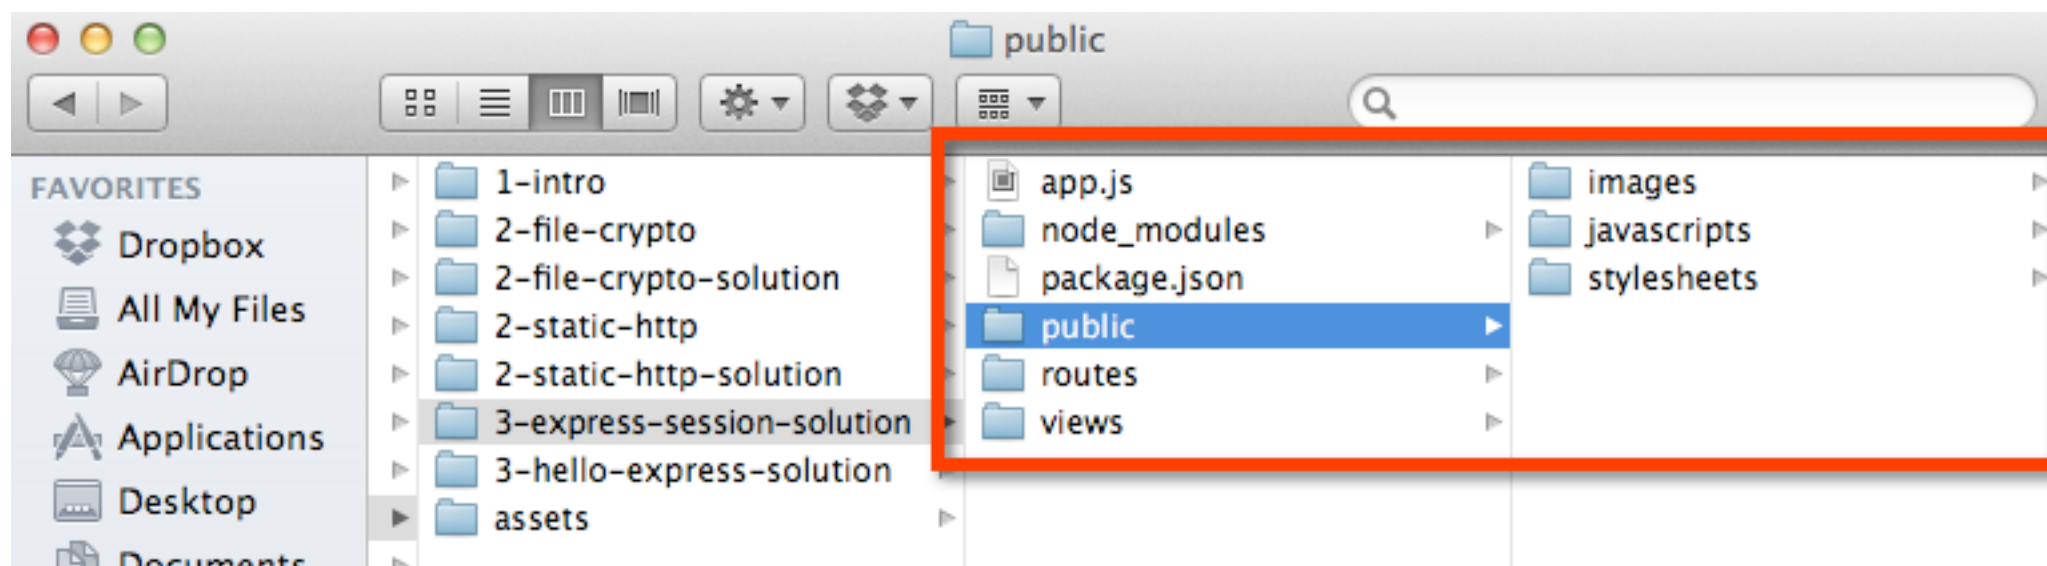 public
FAVORITES
Dropbox
All My Files
AirDrop
Applications
Desktop
Documents
1-intro
2-file-crypto
2-file-crypto-solution
2-static-http
2-static-http-solution
3-express-session-solution
3-hello-express-solution
assets
app.js
node_modules
package.json
public
routes
views
images
javascripts
stylesheets